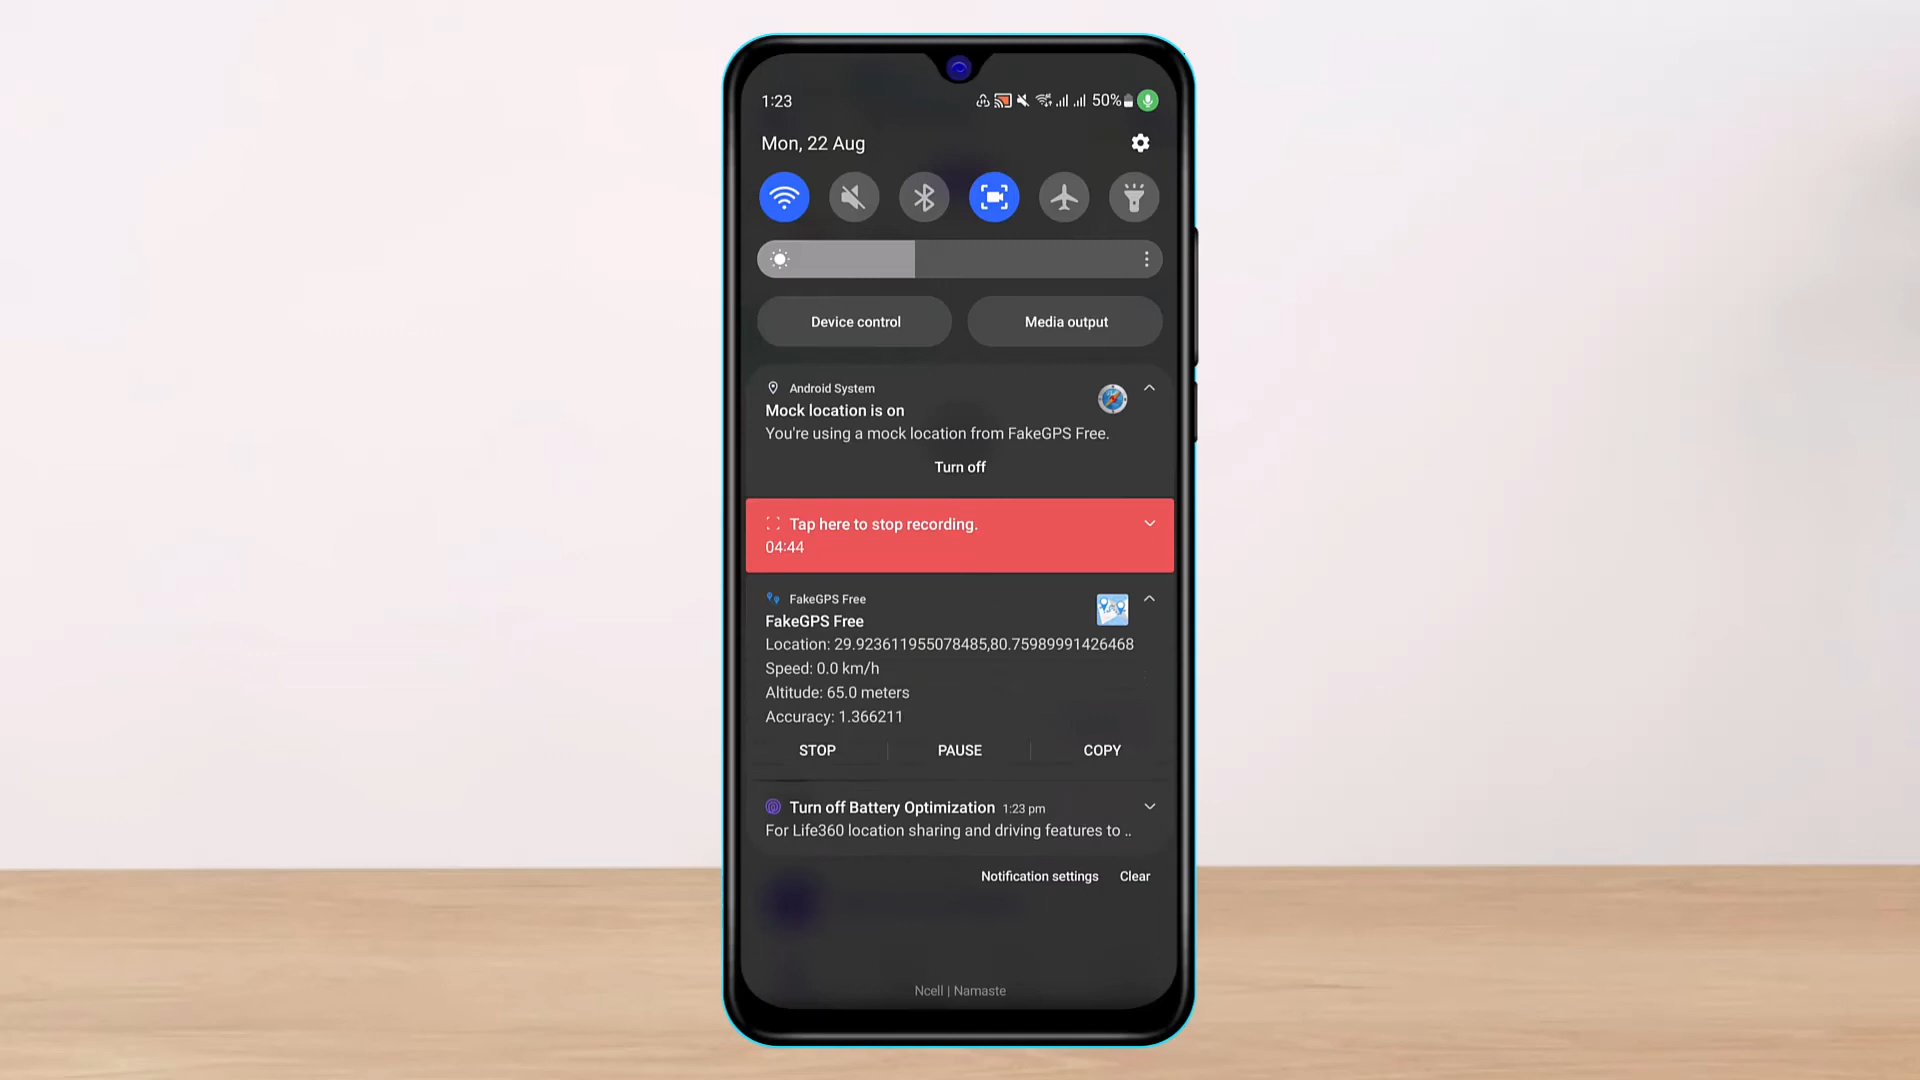 1:23
50%
Mon, 22 Aug
Device control
Media output
Android System
Mock location is on
You're using a mock location from FakeGPS Free.
Turn off
Tap here to stop recording.
04:44
FakeGPS Free
FakeGPS Free
Location: 29.923611955078485,80.75989991426468
Speed: 0.0 km/h
Altitude: 65.0 meters
Accuracy: 1.366211
STOP
PAUSE
COPY
Turn off Battery Optimization 1:23 pm
For Life360 location sharing and driving features to ..
Notification settings
Clear
Ncell | Namaste